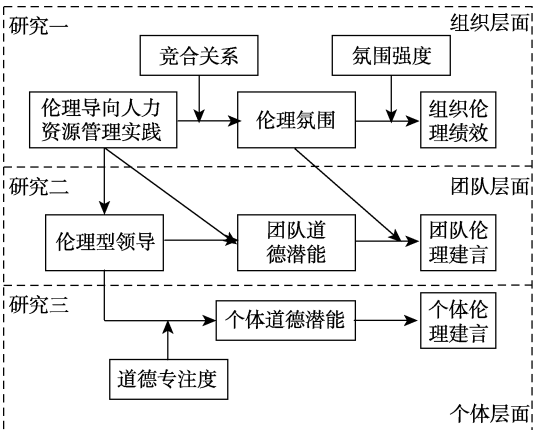 研究一
组织层面
竞合关系
氛围强度
伦理导向人力
资源管理实践
伦理氛围
组织伦
理绩效
研究二
团队层面
伦理型领导
团队道
德潜能
团队伦
理建言
研究三
个体道德潜能
个体伦
理建言
道德专注度
个体层面